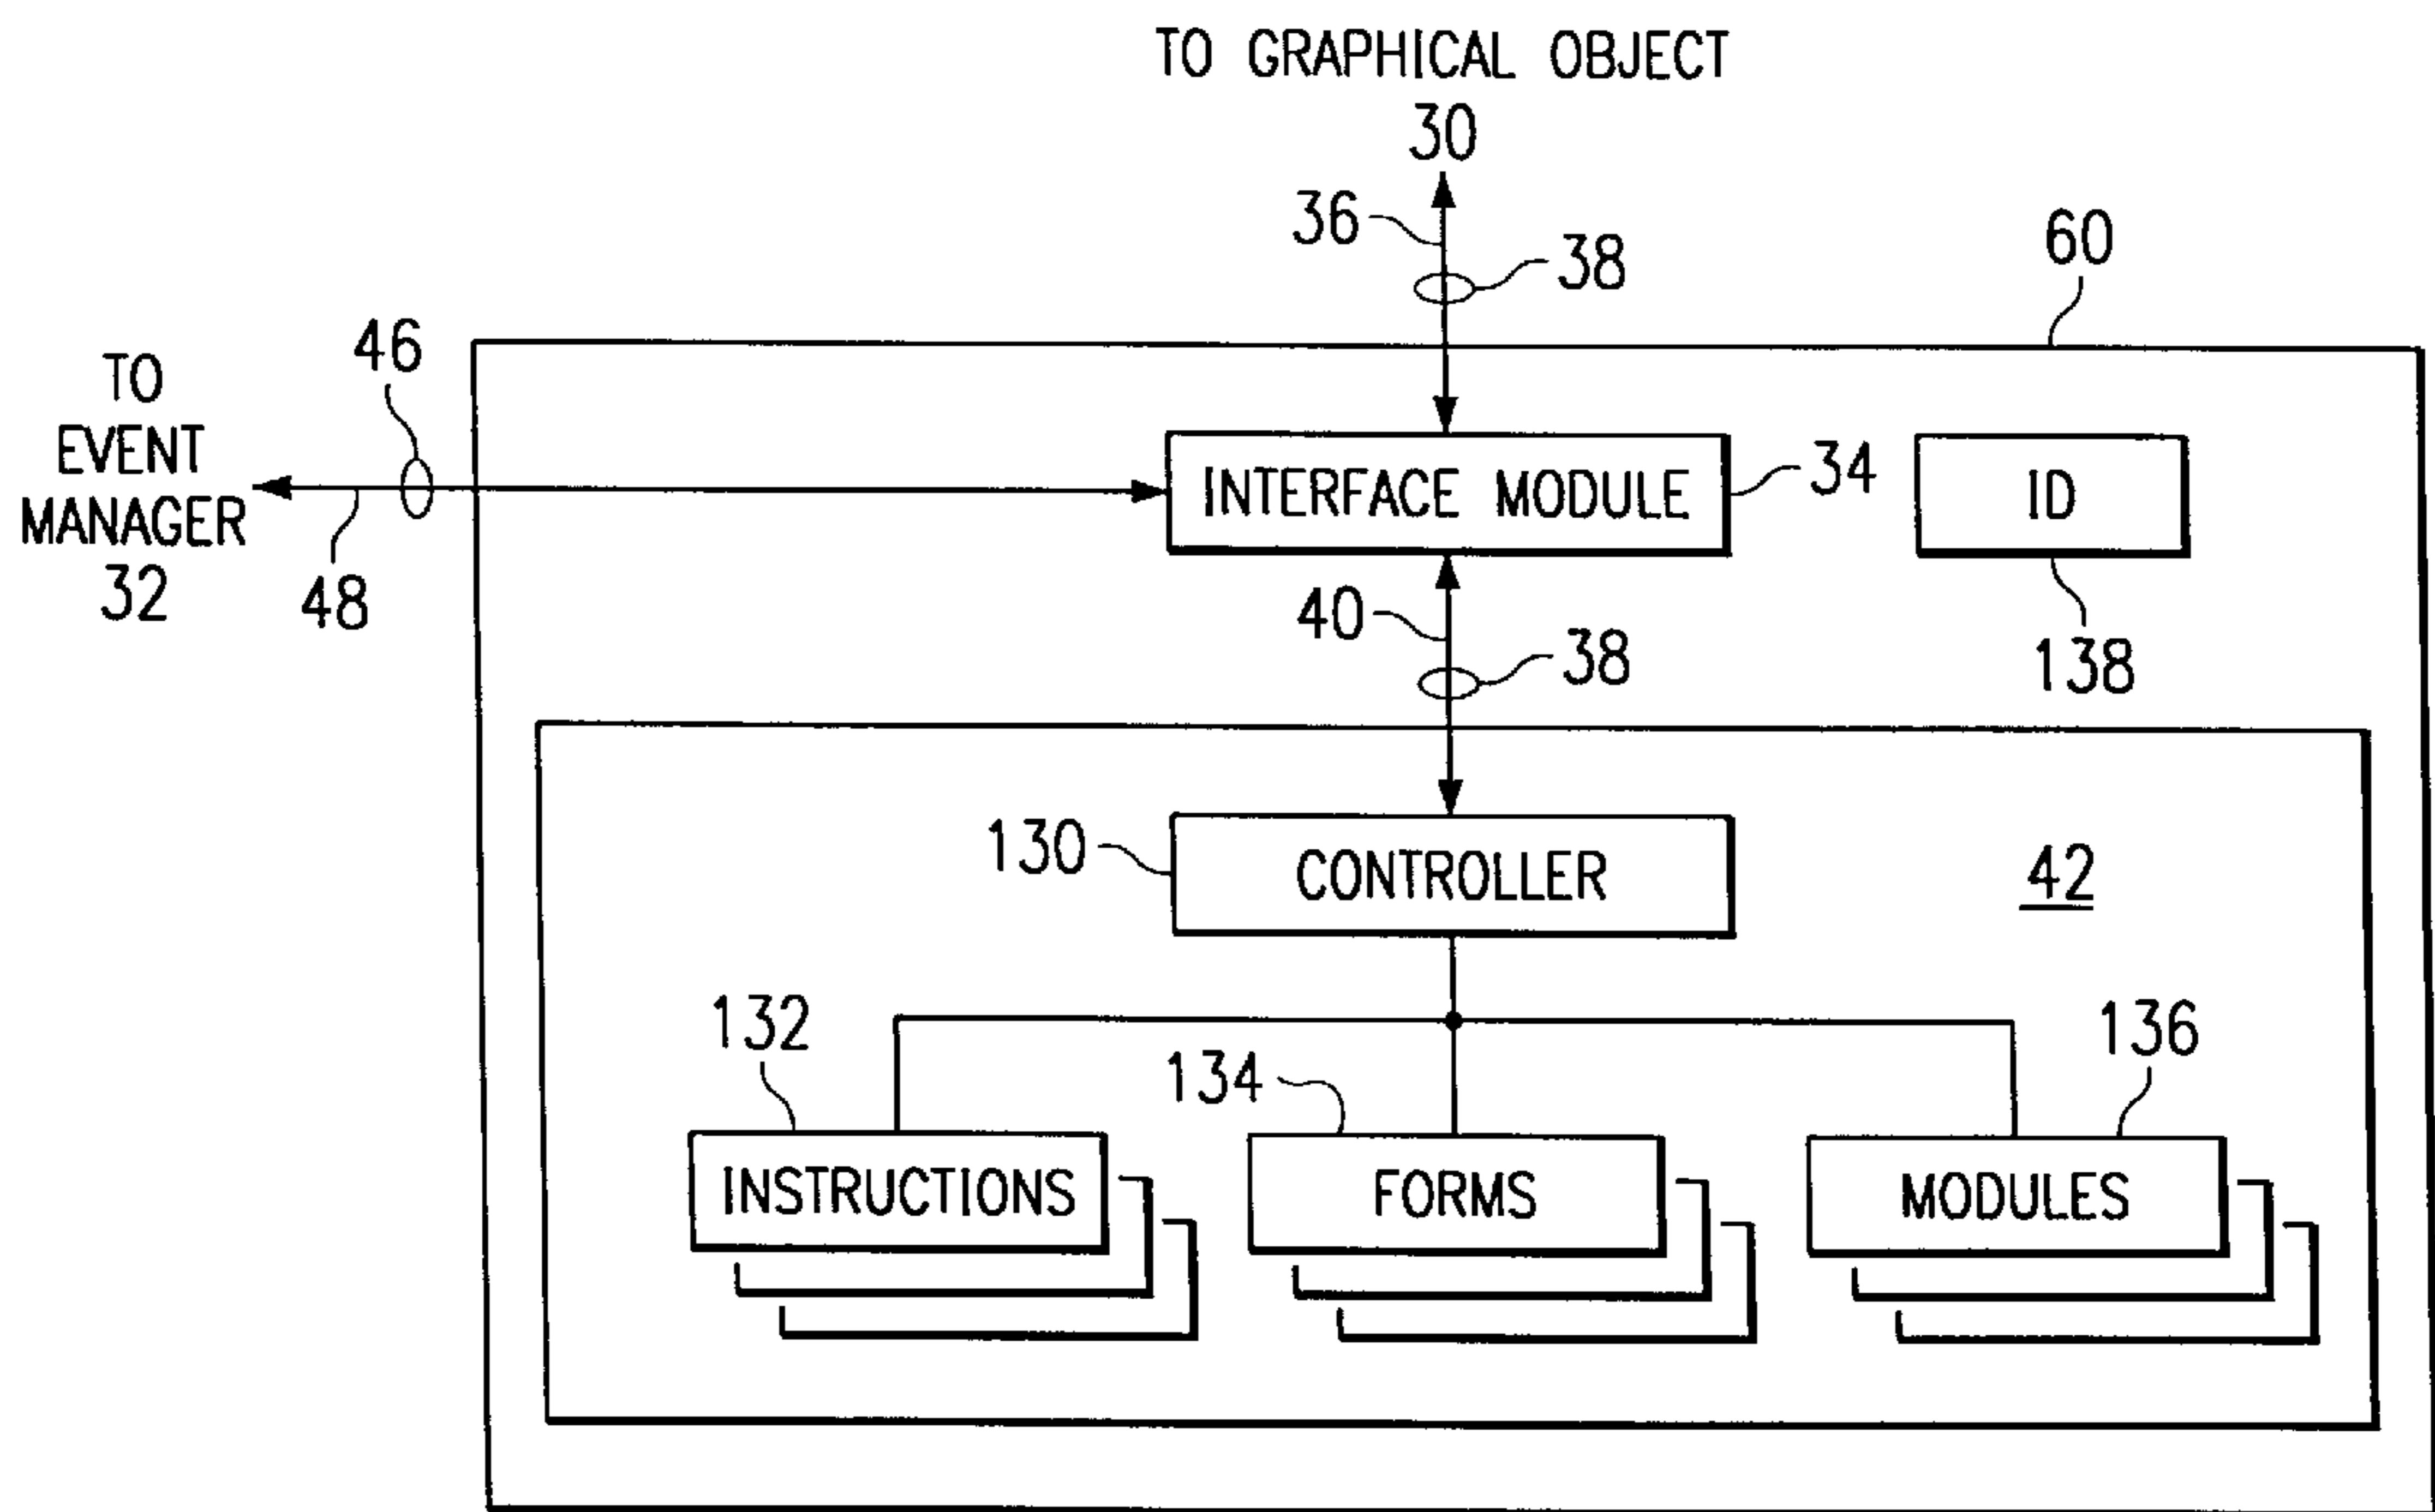 TO GRAPHICAL OBJECT
30
36
38
60
46
TO
EVENT
MANAGER
32
48
INTERFACE MODULE
34
ID
138
40
38
130
CONTROLLER
42
132
134
136
INSTRUCTIONS
FORMS
MODULES